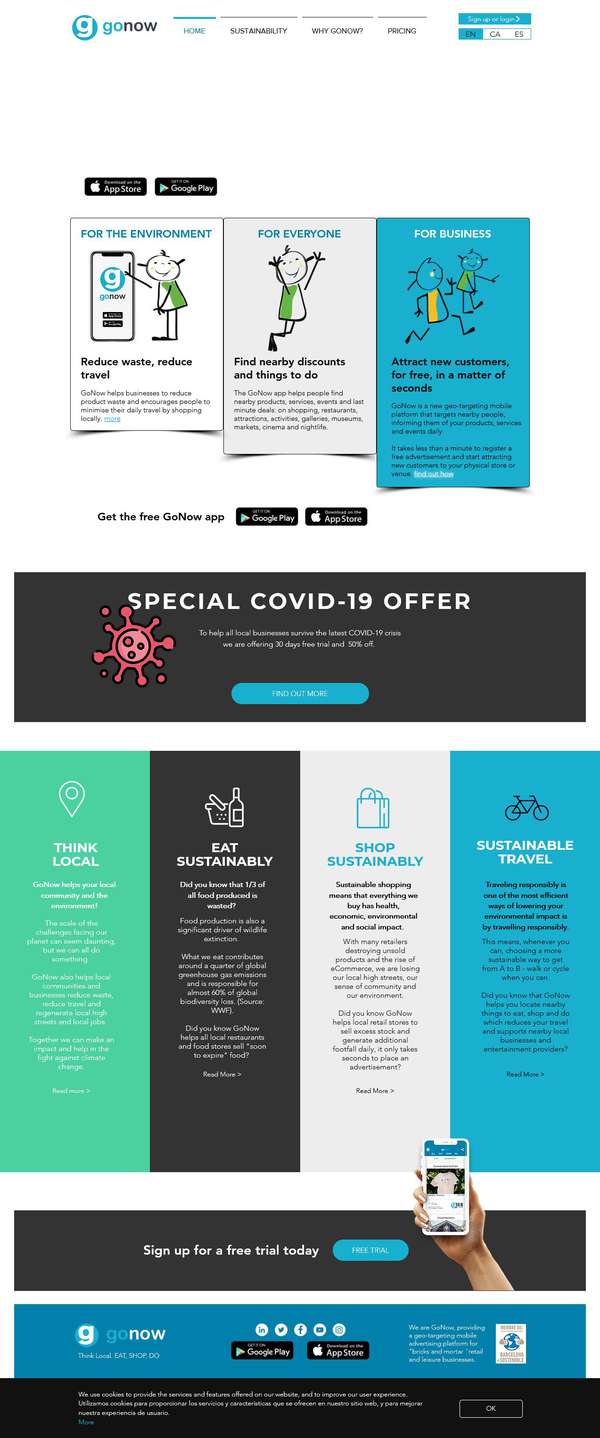 gonow
HOME
SUSTAINABILITY
WHY GONOW?
PRICING
Sign up or login
EN
CA
ES
Download on the
App Store
GET IT ON
Google Play
FOR THE ENVIRONMENT
gonow
Reduce waste, reduce
travel
GoNow helps businesses to reduce
product waste and encourages people to
minimise their daily travel by shopping
locally. more
FOR EVERYONE
Find nearby discounts
and things to do
The GoNow app helps people find
nearby products, services, events and last
minute deals: on shopping, restaurants,
attractions, activities, galleries, museums,
markets, cinema and nightlife.
FOR BUSINESS
Attract new customers,
for free, in a matter of
seconds
GoNow is a new geo-targeting mobile
platform that targets nearby people,
informing them of your products, services
and events daily.
It takes less than a minute to register a
free advertisement and start attracting
new customers to your physical store or
venue. find out how
Get the free GoNow app
GET IT ON
Google Play
Download on the
App Store
SPECIAL COVID-19 OFFER
To help all local businesses survive the latest COVID-19 crisis
we are offering 30 days free trial and 50% off.
FIND OUT MORE
THINK
LOCAL
GoNow helps your local
community and the
environment!
The scale of the
challenges facing our
planet can seem daunting,
but we can all do
something
GoNow also helps local
communities and
businesses reduce waste,
reduce travel and
regenerate local high
streets and local jobs
Together we can make an
impact and help in the
fight against climate
change.
Read more >
EAT
SUSTAINABLY
Did you know that 1/3 of
all food produced is
wasted?
Food production is also a
significant driver of wildlife
extinction
What we eat contributes
around a quarter of global
greenhouse gas emissions
and is responsible for
almost 60% of global
biodiversity loss. (Source:
WWF).
Did you know GoNow
helps all local restaurants
and food stores sell "soon
to expire" food?
Read More >
SHOP
SUSTAINABLY
Sustainable shopping
means that everything we
buy has health,
economic, environmental
and social impact.
With many retailers
destroying unsold
products and the rise of
eCommerce, we are losing
our local high streets, our
sense of community and
our environment.
Did you know GoNow
helps local retail stores to
sell excess stock and
generate additional
footfall daily, it only takes
seconds to place an
advertisement?
Read More >
SUSTAINABLE
TRAVEL
Traveling responsibly is
one of the most efficient
ways of lowering your
environmental impact is
by travelling responsibly.
This means, whenever you
can, choosing a more
sustainable way to get
from A to B - walk or cycle
when you can.
Did you know that GoNow
helps you locate nearby
things to eat, shop and do
which reduces your travel
and supports nearby local
businesses and
entertainment providers?
Read More >
Sign up for a free trial today
FREE TRIAL
gonow
Think Local. EAT, SHOP, DO
GET IT ON
Google Play
Download on the
App Store
We are GoNow, providing
a geo-targeting mobile
advertising platform for
"bricks and mortar "retail
and leisure businesses.
BARCELONA
+ SOSTENIBLE
We use cookies to provide the services and features offered on our website, and to improve our user experience.
Utilizamos cookies para proporcionar los servicios y características que se ofrecen en nuestro sitio web, y para mejorar
nuestra experiencia de usuario.
More
OK